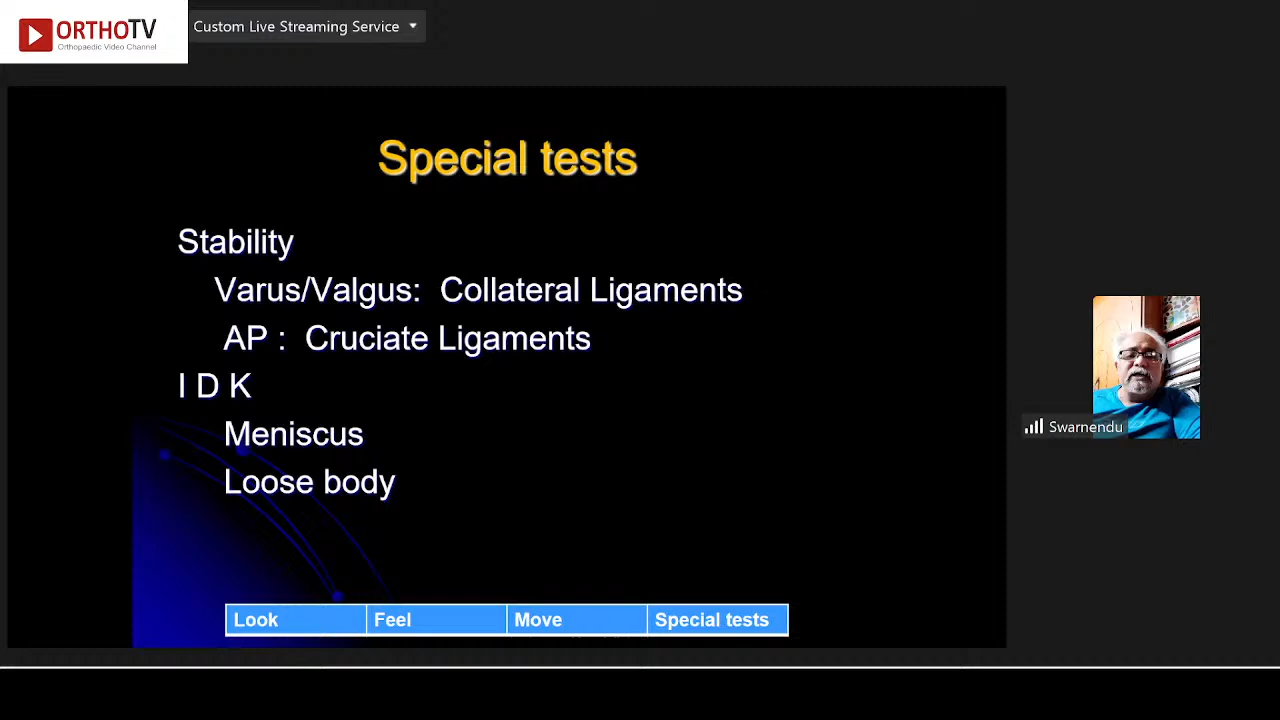 ORTHOTV
Orthopaedic Video Channel
Custom Live Streaming Service
Special tests
Stability
Varus/Valgus: Collateral Ligaments
AP : Cruciate Ligaments
I D K
Meniscus
Loose body
Swarnendu
Look Feel Move Special tests